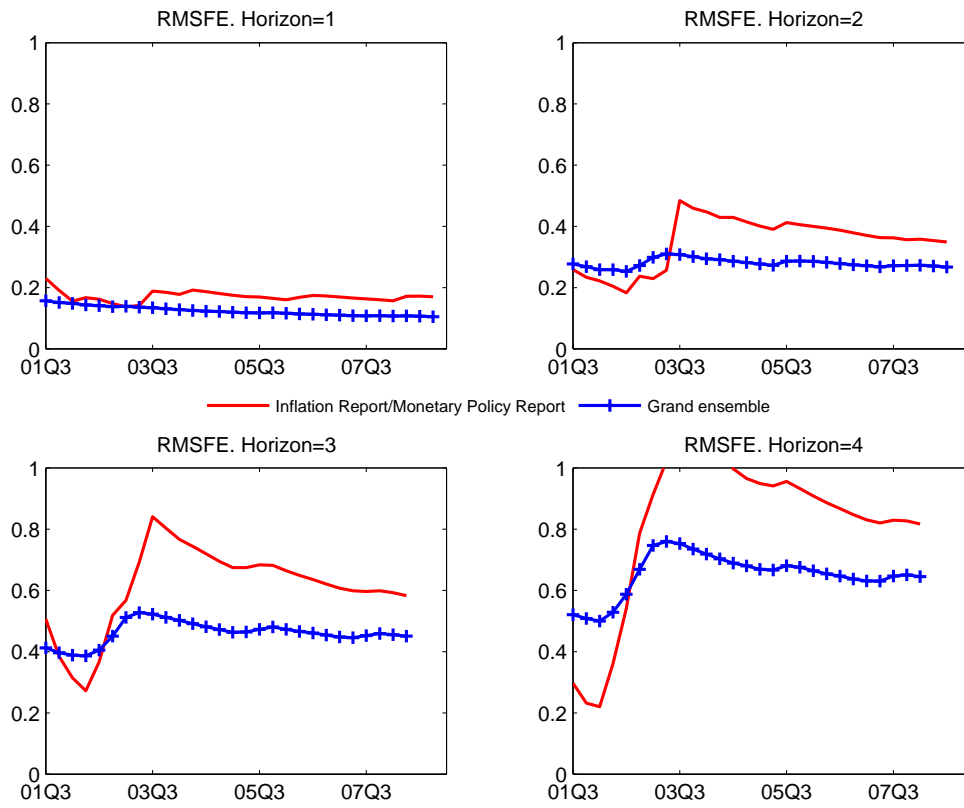 RMSFE. Horizon=1
1
0.8
0.6
0.4
0.2
0
01Q3 03Q3 05Q3 07Q3
RMSFE. Horizon=2
1
0.8
0.6
0.4
0.2
0
01Q3 03Q3 05Q3 07Q3
Inflation Report/Monetary Policy Report
Grand ensemble
RMSFE. Horizon=3
1
0.8
0.6
0.4
0.2
0
01Q3 03Q3 05Q3 07Q3
RMSFE. Horizon=4
1
0.8
0.6
0.4
0.2
0
01Q3 03Q3 05Q3 07Q3